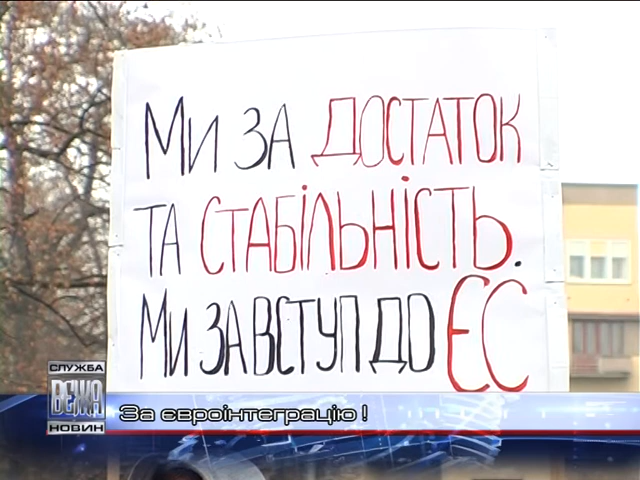 Ми за достаток
та стабільність.
Ми за вступ до ЄС
СЛУЖБА
ВЕЖА
НОВИН
За євроінтеграцію !